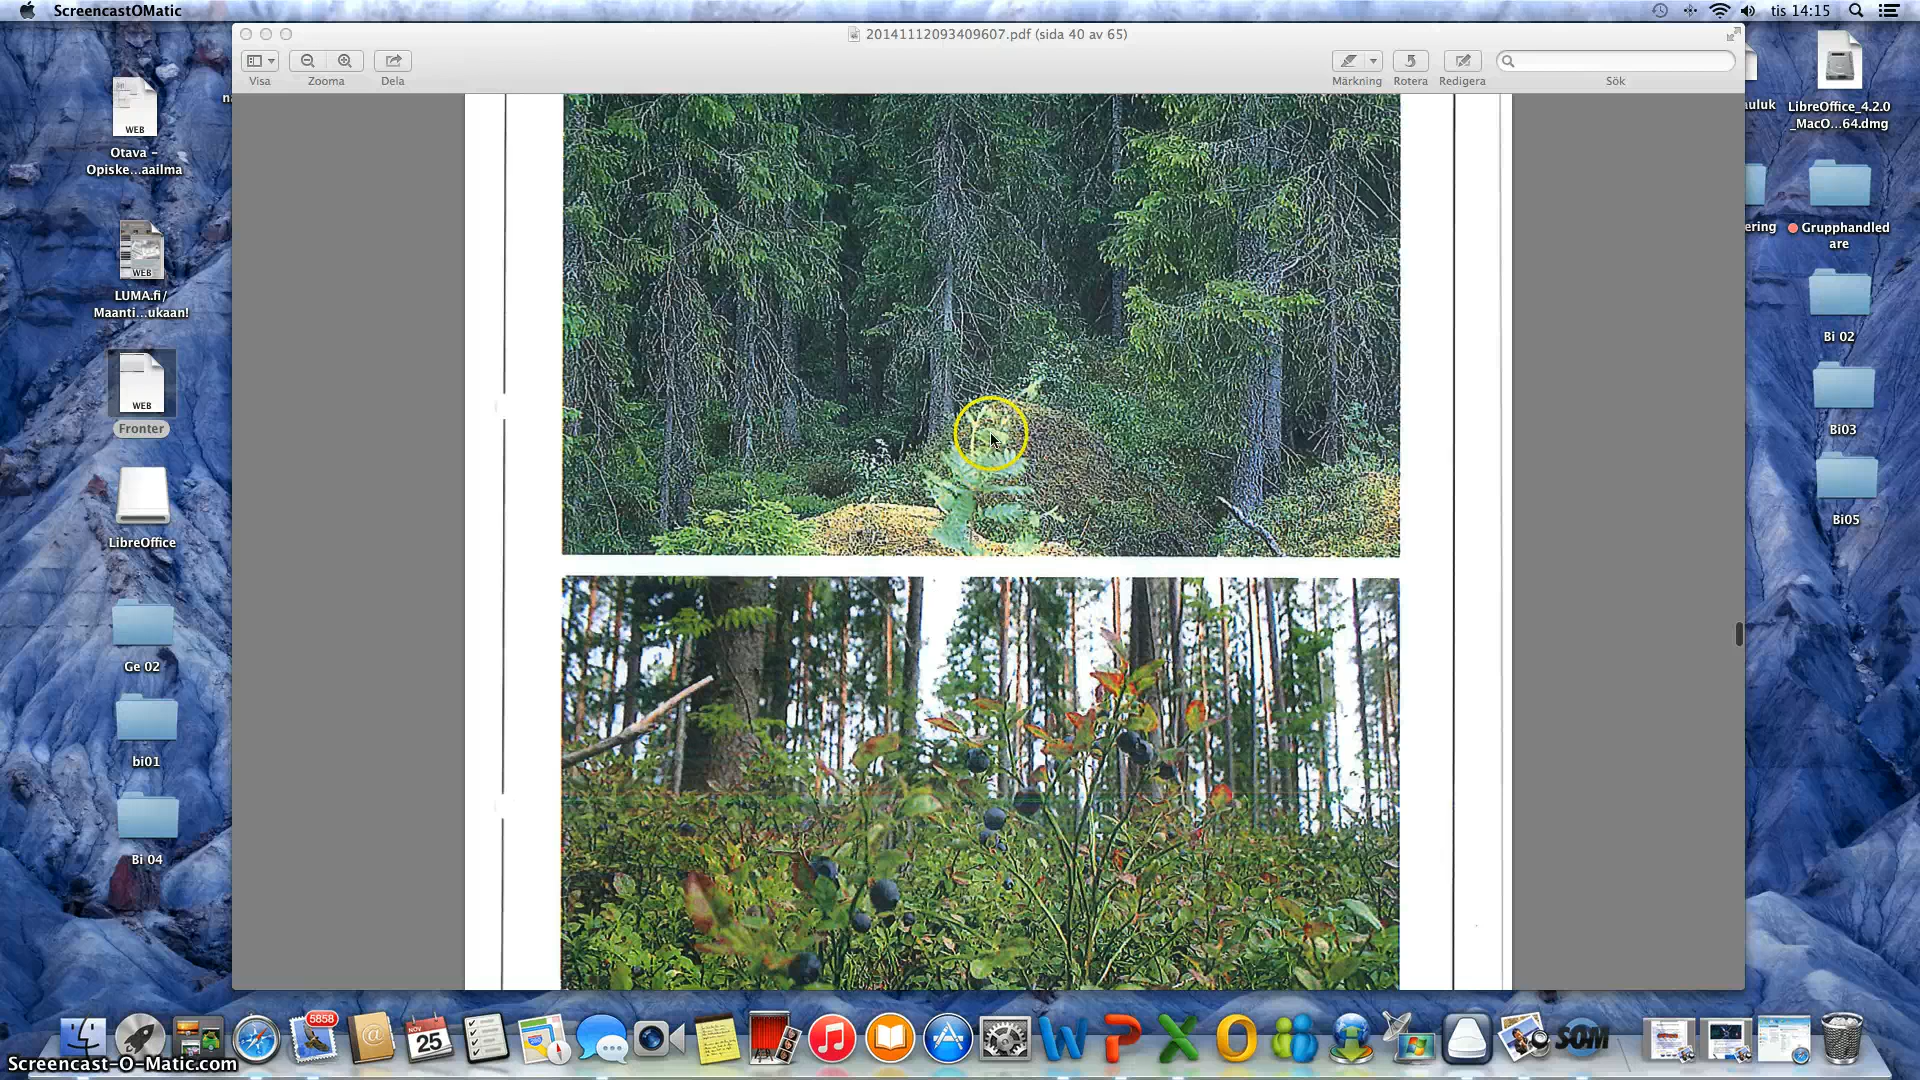 ScreencastOMatic
tis 14:15
20141112093409607.pdf (sida 40 av 65)
Visa
Zooma
Dela
Märkning
Rotera
Redigera
Sök
WEB
Otava –
Opiske...aailma
WEB
LUMA.fi/
Maanti...ukaan!
WEB
Fronter
LibreOffice
Ge 02
bi01
Bi 04
LibreOffice_4.2.0
_MacO...64.dmg
Grupphandled
are
Bi 02
Bi03
Bi05
5858
NOV
25
SOM
Screencast-O-Matic.com